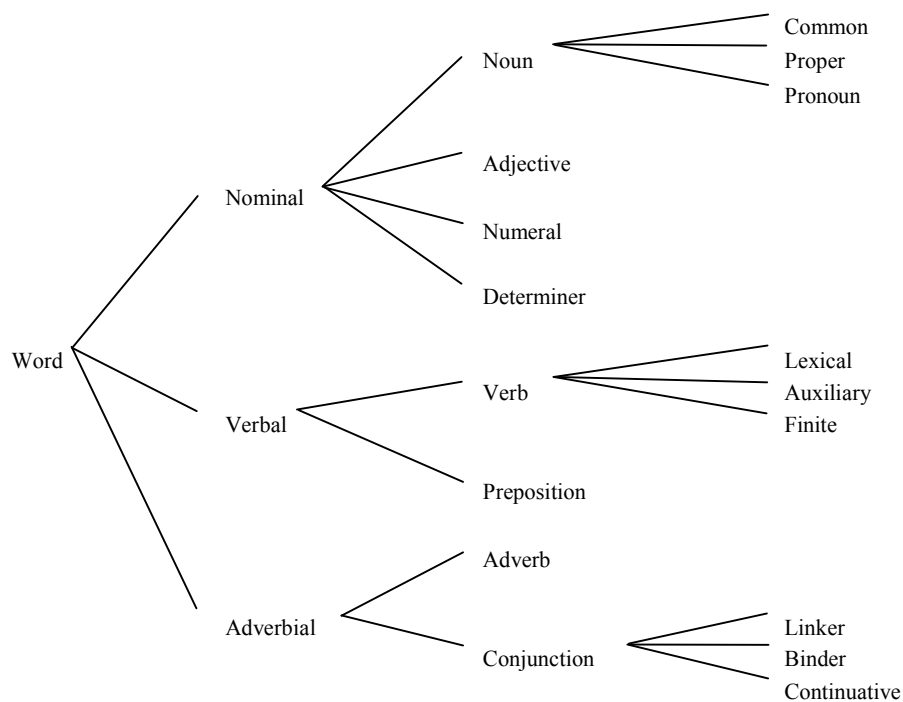 Common
Noun
Proper
Pronoun
Adjective
Nominal
Numeral
Determiner
Word
Lexical
Verb
Auxiliary
Verbal
Finite
Preposition
Adverb
Adverbial
Linker
Conjunction
Binder
Continuative